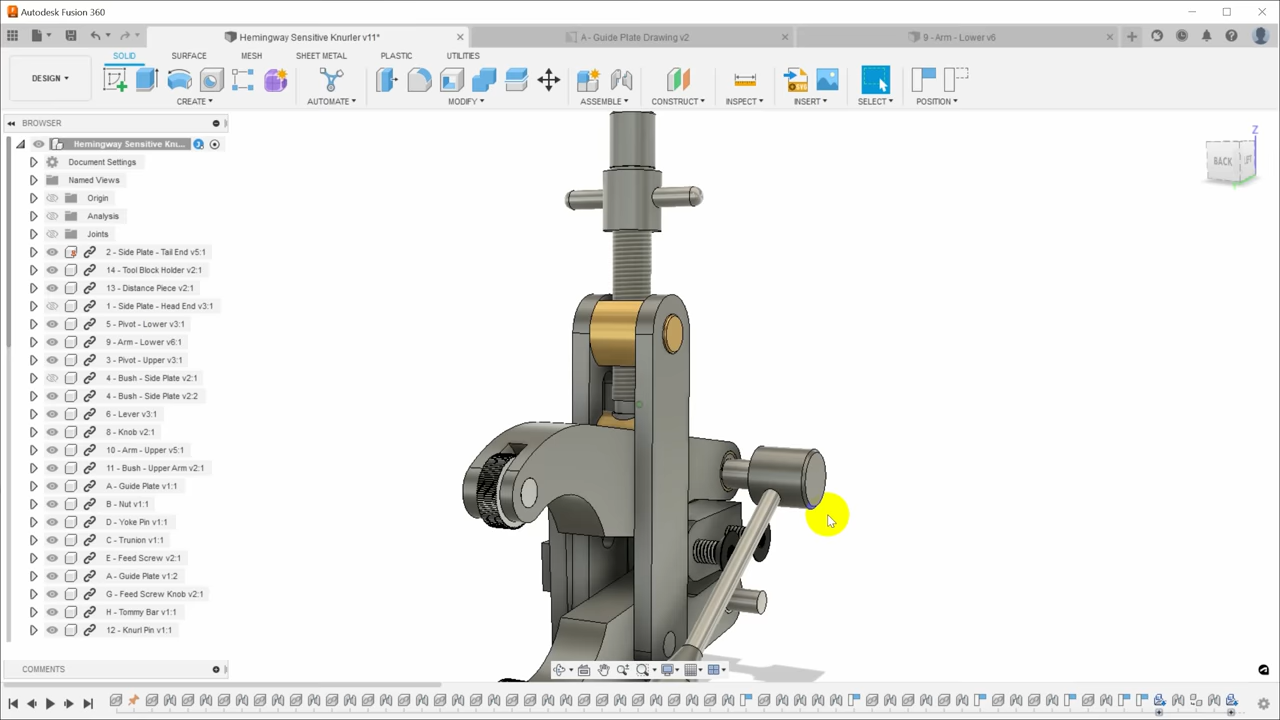 Autodesk Fusion 360
Hemingway Sensitive Knurler v11*
A - Guide Plate Drawing v2
9 - Arm - Lower v6
SOLID SURFACE MESH SHEET METAL PLASTIC UTILITIES
DESIGN
CREATE AUTOMATE MODIFY ASSEMBLE CONSTRUCT INSPECT INSERT SELECT POSITION
BROWSER
Hemingway Sensitive Knu...
Document Settings
Named Views
Origin
Analysis
Joints
2 - Side Plate - Tail End v5:1
14 - Tool Block Holder v2:1
13 - Distance Piece v2:1
1 - Side Plate - Head End v3:1
5 - Pivot - Lower v3:1
9 - Arm - Lower v6:1
3 - Pivot - Upper v3:1
4 - Bush - Side Plate v2:1
4 - Bush - Side Plate v2:2
6 - Lever v3:1
8 - Knob v2:1
10 - Arm - Upper v5:1
11 - Bush - Upper Arm v2:1
A - Guide Plate v1:1
B - Nut v1:1
D - Yoke Pin v1:1
C - Trunion v1:1
E - Feed Screw v2:1
A - Guide Plate v1:2
G - Feed Screw Knob v2:1
H - Tommy Bar v1:1
12 - Knurl Pin v1:1
COMMENTS
Z
BACK
LEFT